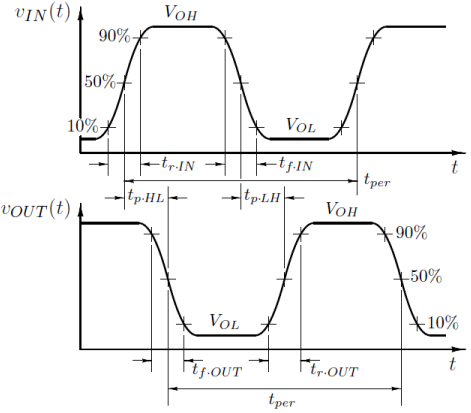 v_IN(t)
V_OH
90%
50%
10%
V_OL
t_r·IN
t_f·IN
t
t_per
t_p·HL
t_p·LH
v_OUT(t)
V_OH
90%
50%
V_OL
10%
t_f·OUT
t_r·OUT
t
t_per